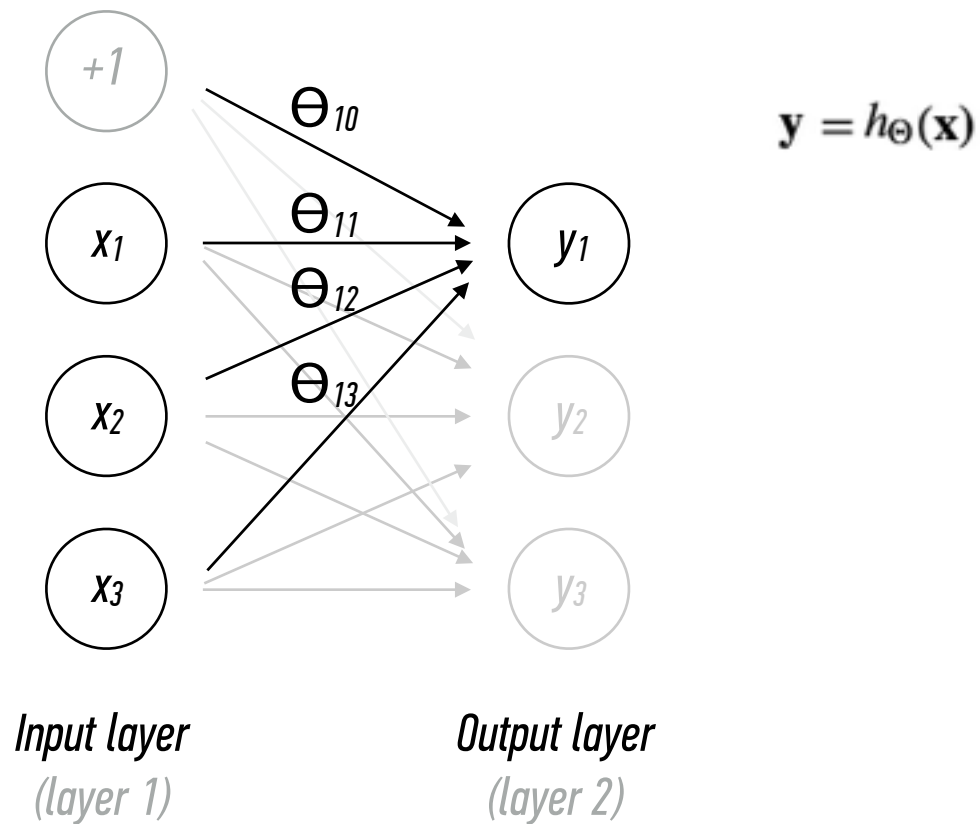 +1
ϴ10
y = hΘ(x)
x1
ϴ11
y1
ϴ12
x2
ϴ13
y2
x3
y3
Input layer
(layer 1)
Output layer
(layer 2)